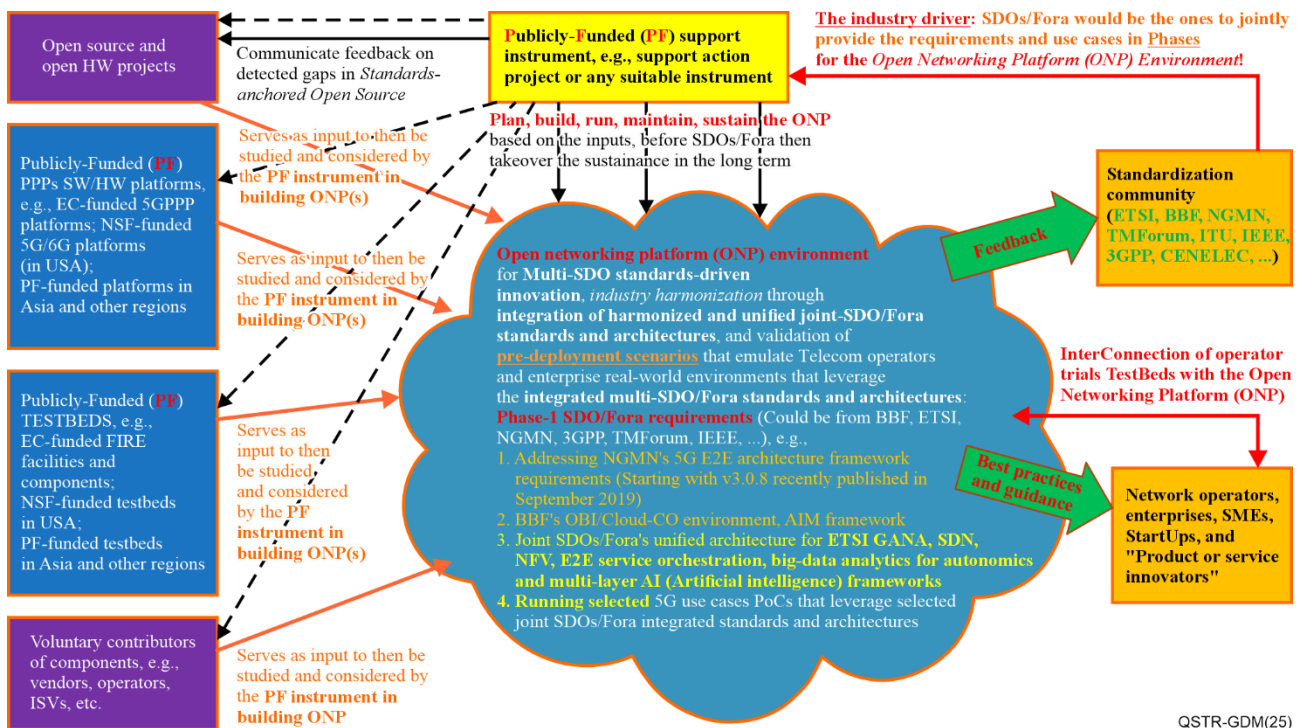 Open source and
open HW projects
Communicate feedback on
detected gaps in Standards-
anchored Open Source
Publicly-Funded (PF) support
instrument, e.g., support action
project or any suitable instrument
The industry driver: SDOs/Fora would be the ones to jointly
provide the requirements and use cases in Phases
for the Open Networking Platform (ONP) Environment!
Plan, build, run, maintain, sustain the ONP
based on the inputs, before SDOs/Fora then
takeover the sustainance in the long term
Serves as input to then be
studied and considered by
the PF instrument in
building ONP(s)
Publicly-Funded (PF)
PPPs SW/HW platforms,
e.g., EC-funded 5GPPP
platforms; NSF-funded
5G/6G platforms
(in USA);
PF-funded platforms in
Asia and other regions
Serves as input to then be
studied and considered by
the PF instrument in
building ONP(s)
Standardization
community
(ETSI, BBF, NGMN,
TMForum, ITU, IEEE,
3GPP, CENELEC, ...)
Feedback
Open networking platform (ONP) environment
for Multi-SDO standards-driven
innovation, industry harmonization through
integration of harmonized and unified joint-SDO/Fora
standards and architectures, and validation of
pre-deployment scenarios that emulate Telecom operators
and enterprise real-world environments that leverage
the integrated multi-SDO/Fora standards and architectures:
Phase-1 SDO/Fora requirements (Could be from BBF, ETSI,
NGMN, 3GPP, TMForum, IEEE, ...), e.g.,
1. Addressing NGMN's 5G E2E architecture framework
requirements (Starting with v3.0.8 recently published in
September 2019)
2. BBF's OBI/Cloud-CO environment, AIM framework
3. Joint SDOs/Fora's unified architecture for ETSI GANA, SDN,
NFV, E2E service orchestration, big-data analytics for autonomics
and multi-layer AI (Artificial intelligence) frameworks
4. Running selected 5G use cases PoCs that leverage selected
joint SDOs/Fora integrated standards and architectures
InterConnection of operator
trials TestBeds with the Open
Networking Platform (ONP)
Best practices
and guidance
Network operators,
enterprises, SMEs,
StartUps, and
"Product or service
innovators"
Publicly-Funded (PF)
TESTBEDS, e.g.,
EC-funded FIRE
facilities and
components;
NSF-funded testbeds
in USA;
PF-funded testbeds
in Asia and other regions
Serves as
input to then
be studied
and considered
by the PF
instrument in
building ONP(s)
Voluntary contributors
of components, e.g.,
vendors, operators,
ISVs, etc.
Serves as input to then be
studied and considered by
the PF instrument in
building ONP
QSTR-GDM(25)